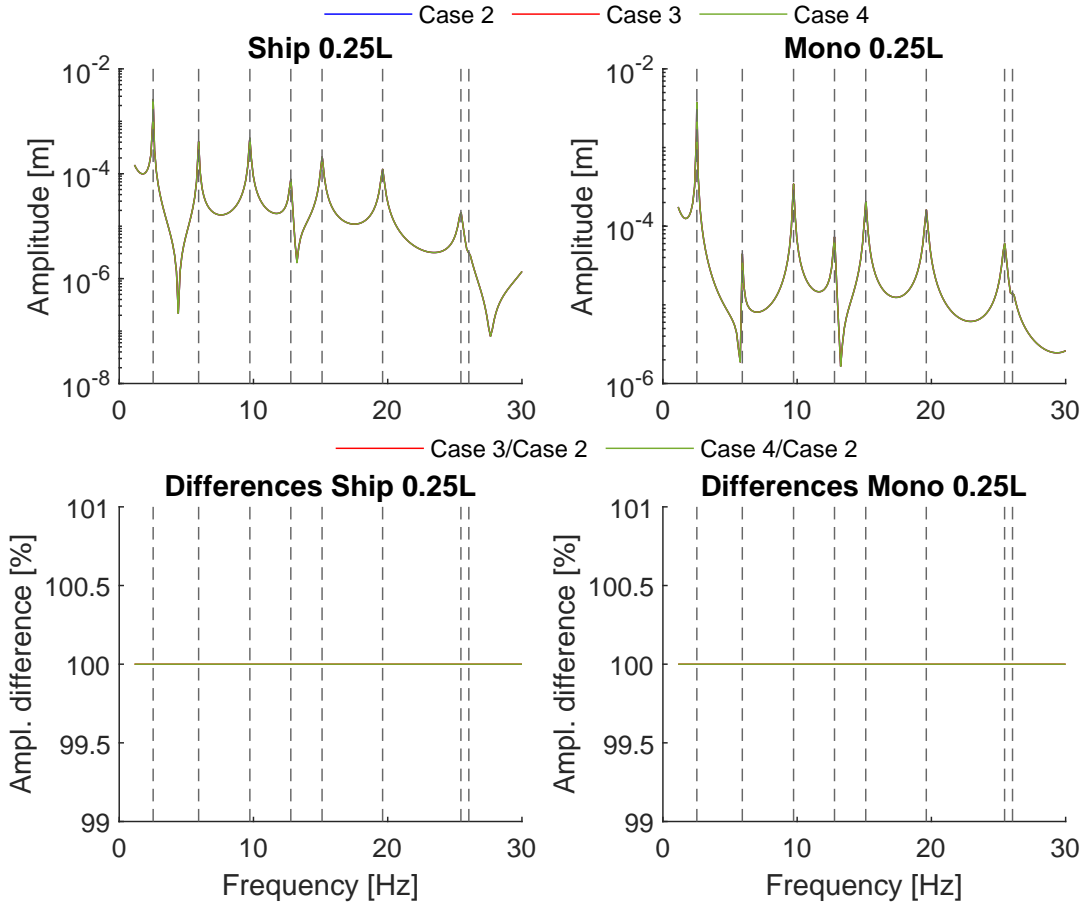 Case 2 Case 3 Case 4
Ship 0.25L
Amplitude [m]
10^-2
10^-4
10^-6
10^-8
0 10 20 30
Mono 0.25L
Amplitude [m]
10^-2
10^-4
10^-6
0 10 20 30
Case 3/Case 2 Case 4/Case 2
Differences Ship 0.25L
Ampl. difference [%]
101
100.5
100
99.5
99
0 10 20 30
Frequency [Hz]
Differences Mono 0.25L
Ampl. difference [%]
101
100.5
100
99.5
99
0 10 20 30
Frequency [Hz]